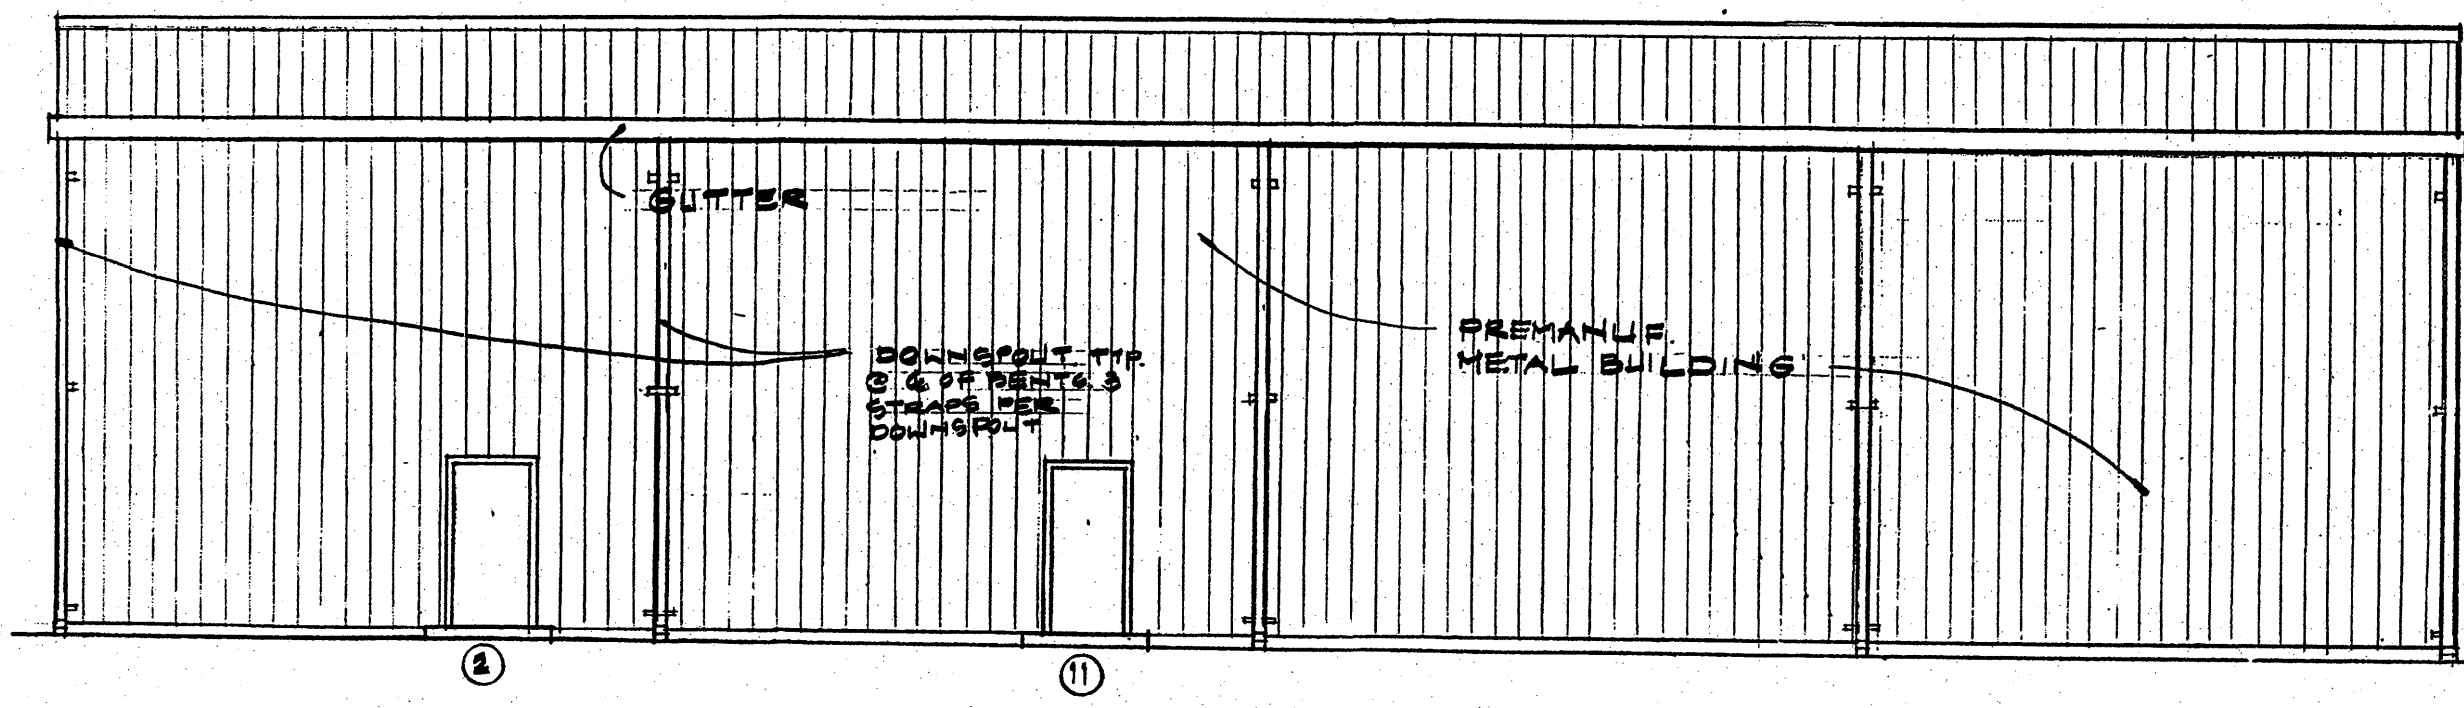 GUTTER
DOWNSPOUT TYP.
@ ℄ OF BENTS. 3
STRAPS PER
DOWNSPOUT
PREMANUF.
METAL BUILDING
2
11